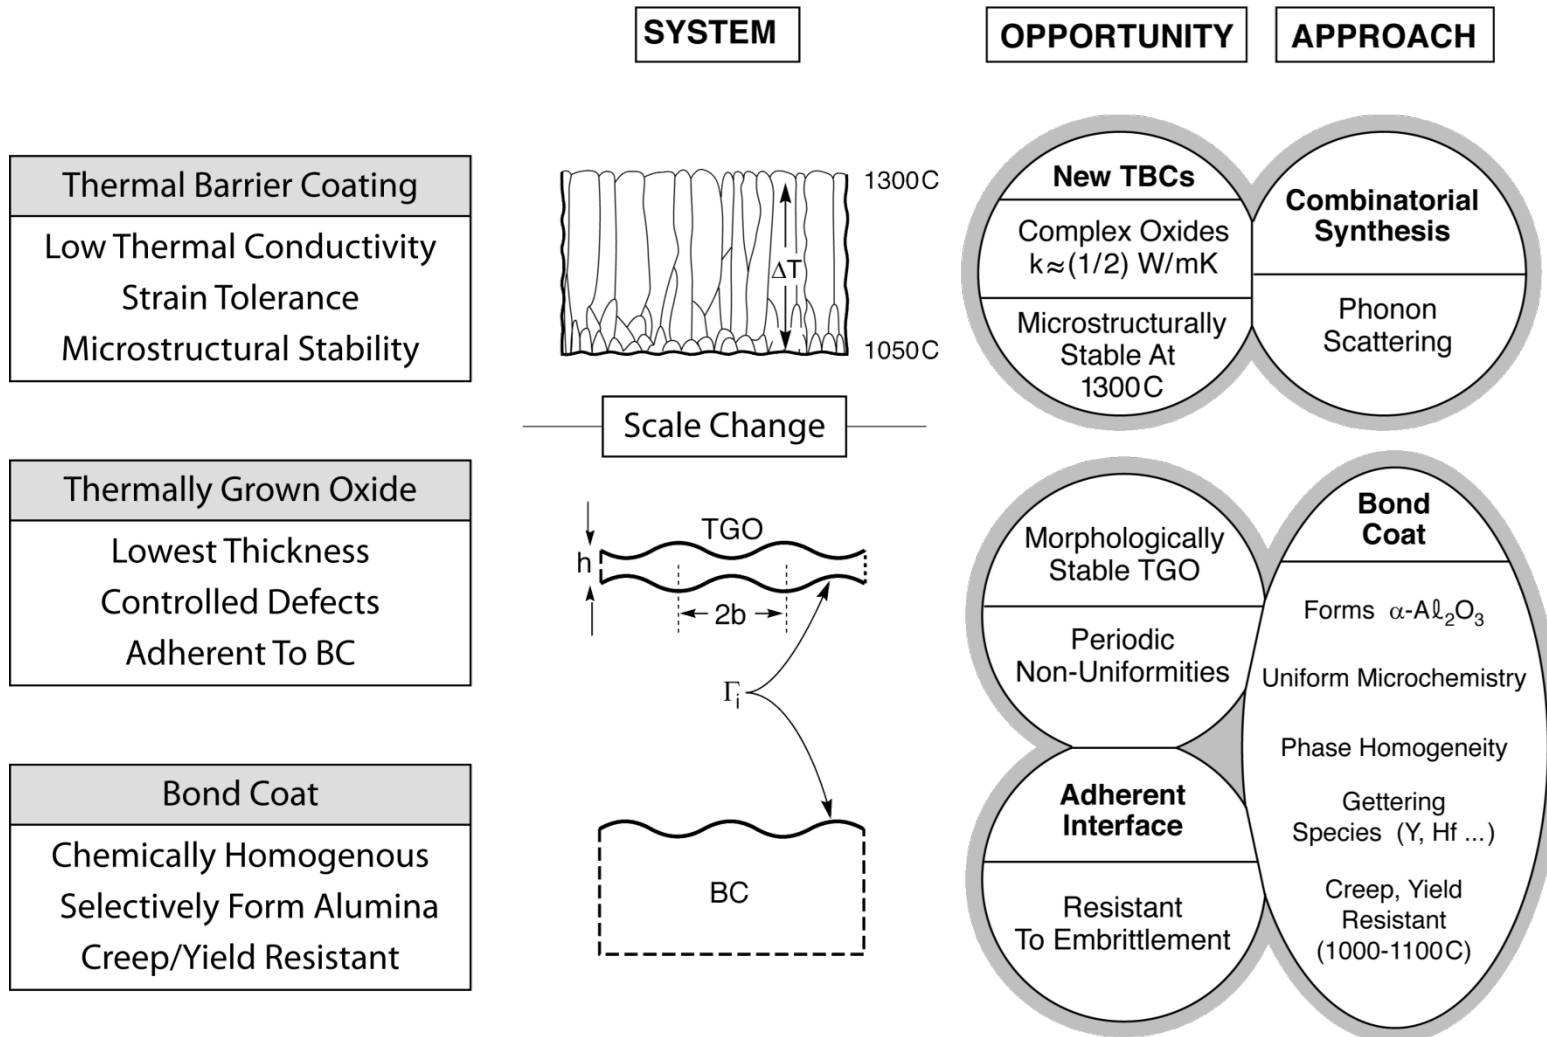 SYSTEM
OPPORTUNITY
APPROACH
Thermal Barrier Coating
Low Thermal Conductivity
Strain Tolerance
Microstructural Stability
1300C
ΔT
1050C
New TBCs
Complex Oxides
k≈(1/2) W/mK
Microstructurally
Stable At
1300C
Combinatorial
Synthesis
Phonon
Scattering
Scale Change
Thermally Grown Oxide
Lowest Thickness
Controlled Defects
Adherent To BC
TGO
h
2b
Γi
Morphologically
Stable TGO
Periodic
Non-Uniformities
Bond
Coat
Forms α-Aℓ₂O₃
Uniform Microchemistry
Phase Homogeneity
Gettering
Species (Y, Hf ...)
Creep, Yield
Resistant
(1000-1100C)
Bond Coat
Chemically Homogenous
Selectively Form Alumina
Creep/Yield Resistant
BC
Adherent
Interface
Resistant
To Embrittlement